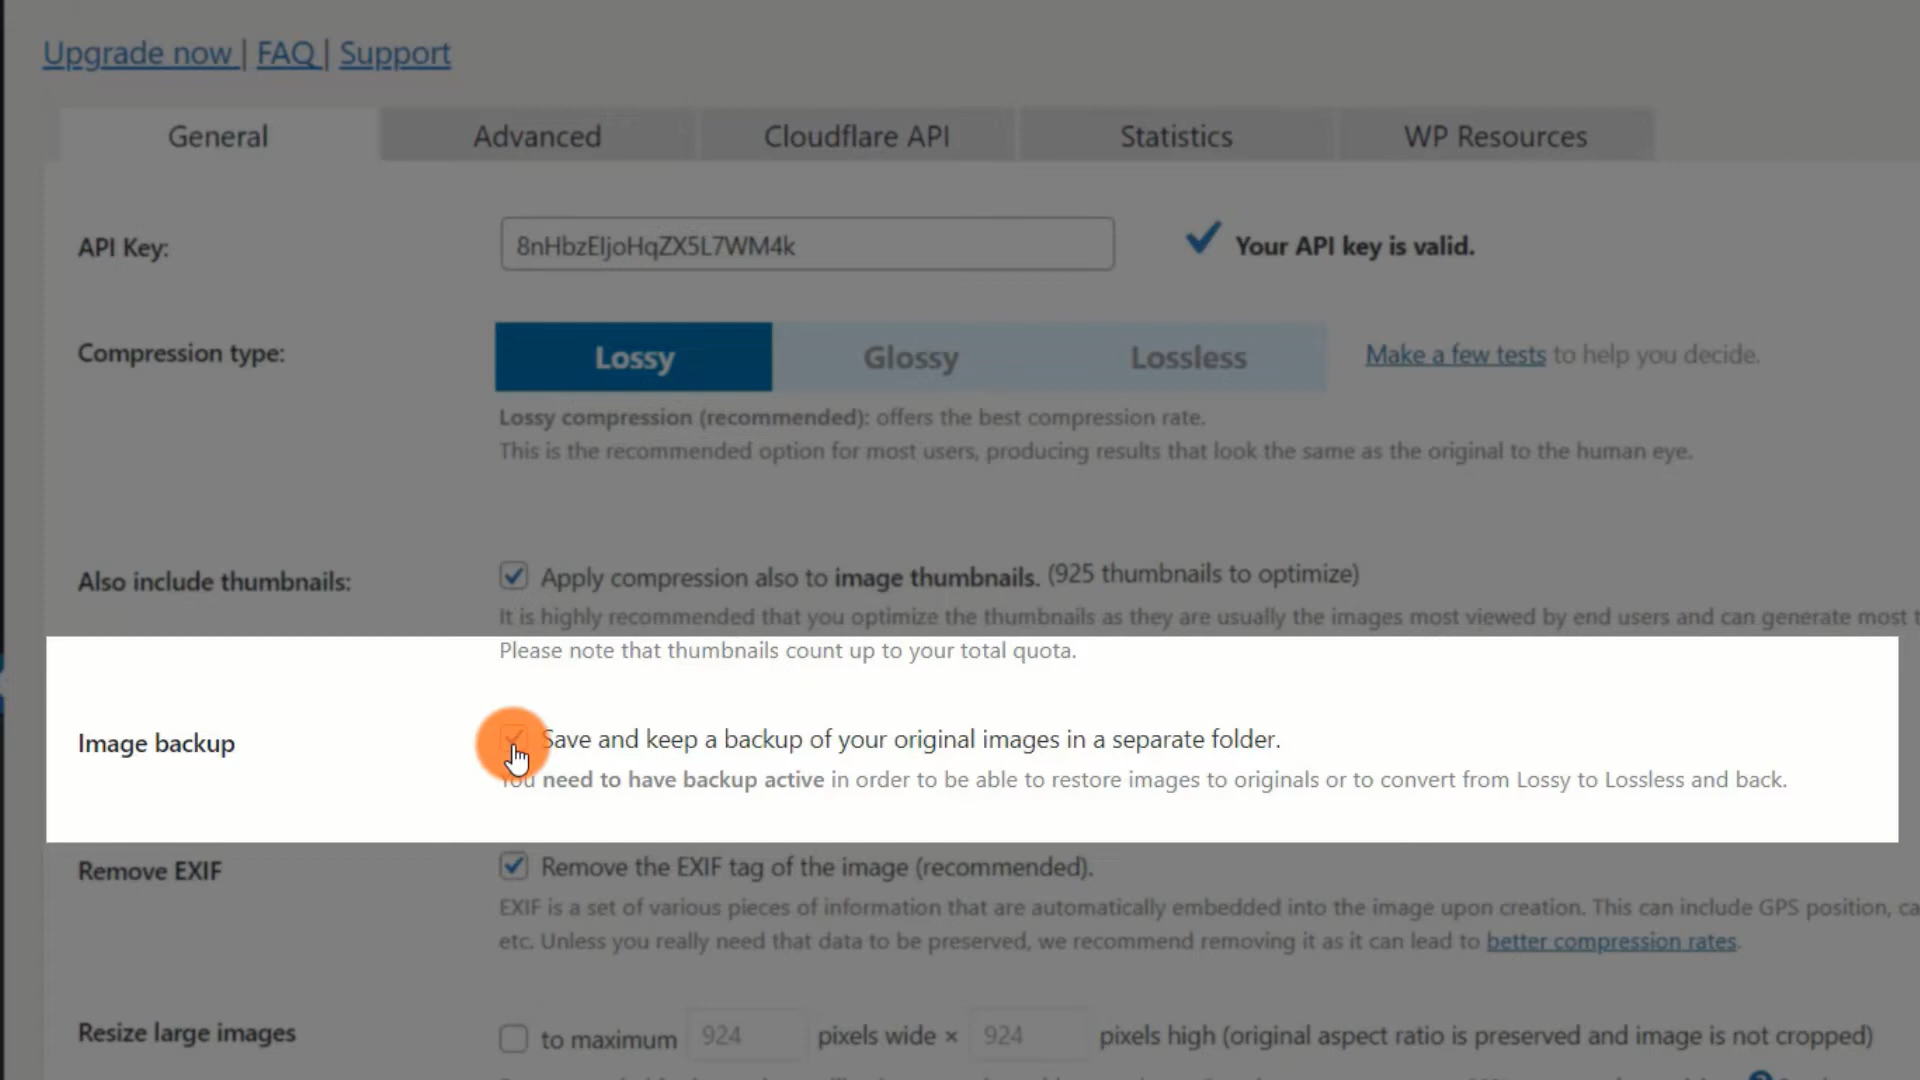 Upgrade now | FAQ | Support
General Advanced Cloudflare API Statistics WP Resources
API Key: 8nHbzEIjoHqZX5L7WM4k Your API key is valid.
Compression type: Lossy Glossy Lossless Make a few tests to help you decide.
Lossy compression (recommended): offers the best compression rate.
This is the recommended option for most users, producing results that look the same as the original to the human eye.
Also include thumbnails: Apply compression also to image thumbnails. (925 thumbnails to optimize)
It is highly recommended that you optimize the thumbnails as they are usually the images most viewed by end users and can generate most
Please note that thumbnails count up to your total quota.
Image backup Save and keep a backup of your original images in a separate folder.
You need to have backup active in order to be able to restore images to originals or to convert from Lossy to Lossless and back.
Remove EXIF Remove the EXIF tag of the image (recommended).
EXIF is a set of various pieces of information that are automatically embedded into the image upon creation. This can include GPS position,
etc. Unless you really need that data to be preserved, we recommend removing it as it can lead to better compression rates.
Resize large images to maximum 924 pixels wide × 924 pixels high (original aspect ratio is preserved and image is not cropped)